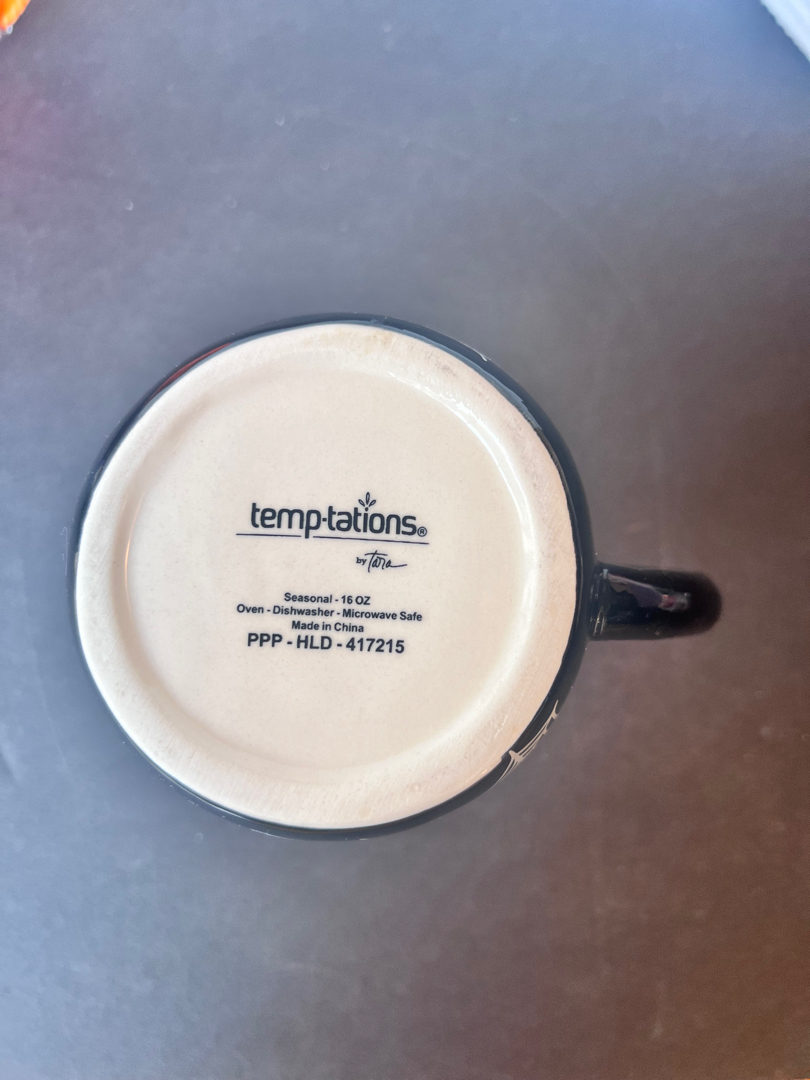 temp-tations®
by Tara
Seasonal - 16 OZ
Oven - Dishwasher - Microwave Safe
Made in China
PPP - HLD - 417215